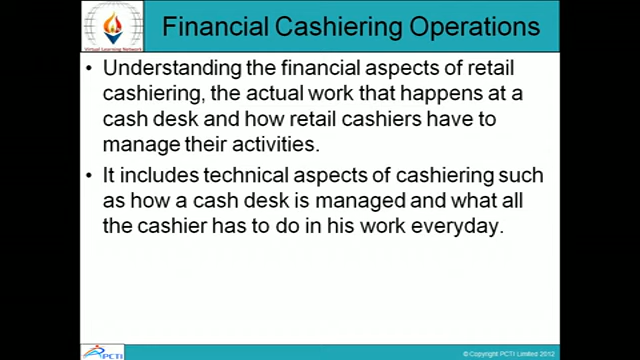 Financial Cashiering Operations
Virtual Learning Network
• Understanding the financial aspects of retail
cashiering, the actual work that happens at a
cash desk and how retail cashiers have to
manage their activities.
• It includes technical aspects of cashiering such
as how a cash desk is managed and what all
the cashier has to do in his work everyday.
PCTI
© Copyright PCTI Limited 2012